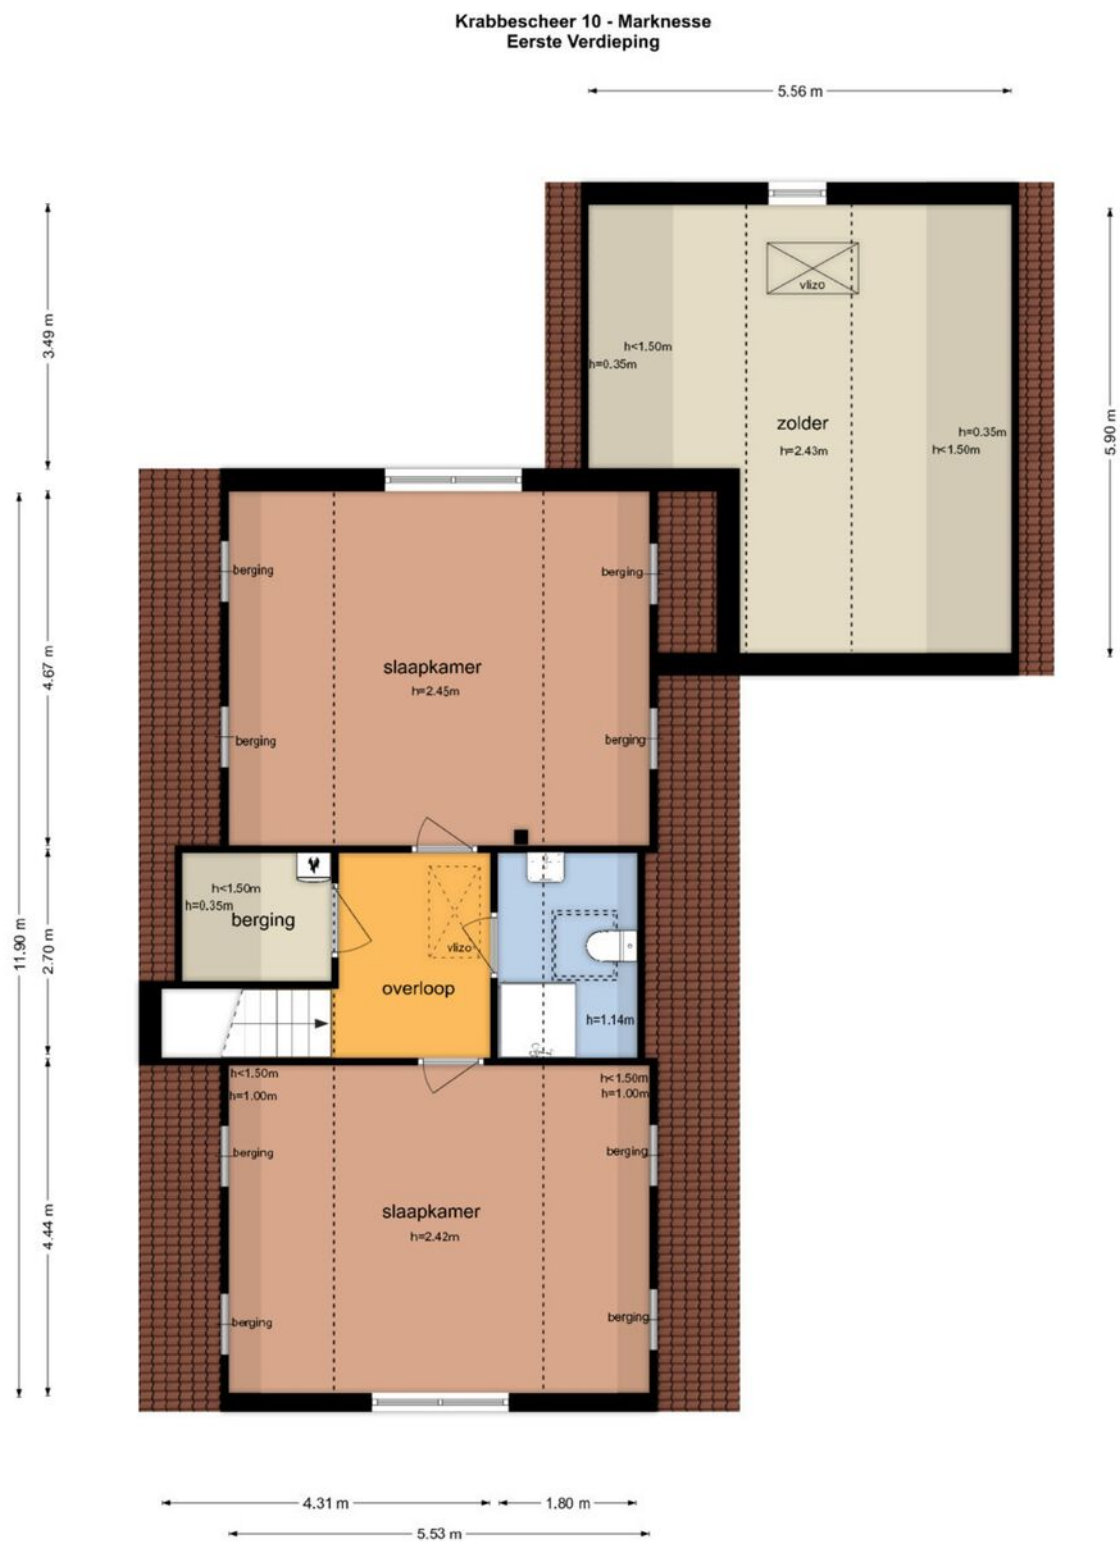 Krabbescheer 10 - Marknesse
Eerste Verdieping
5.56 m
3.49 m
5.90 m
vlizo
h<1.50m
h=0.35m
zolder
h=2.43m
h=0.35m
h<1.50m
berging
berging
4.67 m
slaapkamer
h=2.45m
berging
berging
11.90 m
2.70 m
h<1.50m
h=0.35m
berging
vlizo
overloop
h=1.14m
h<1.50m
h=1.00m
h<1.50m
h=1.00m
berging
berging
4.44 m
slaapkamer
h=2.42m
berging
berging
4.31 m
1.80 m
5.53 m